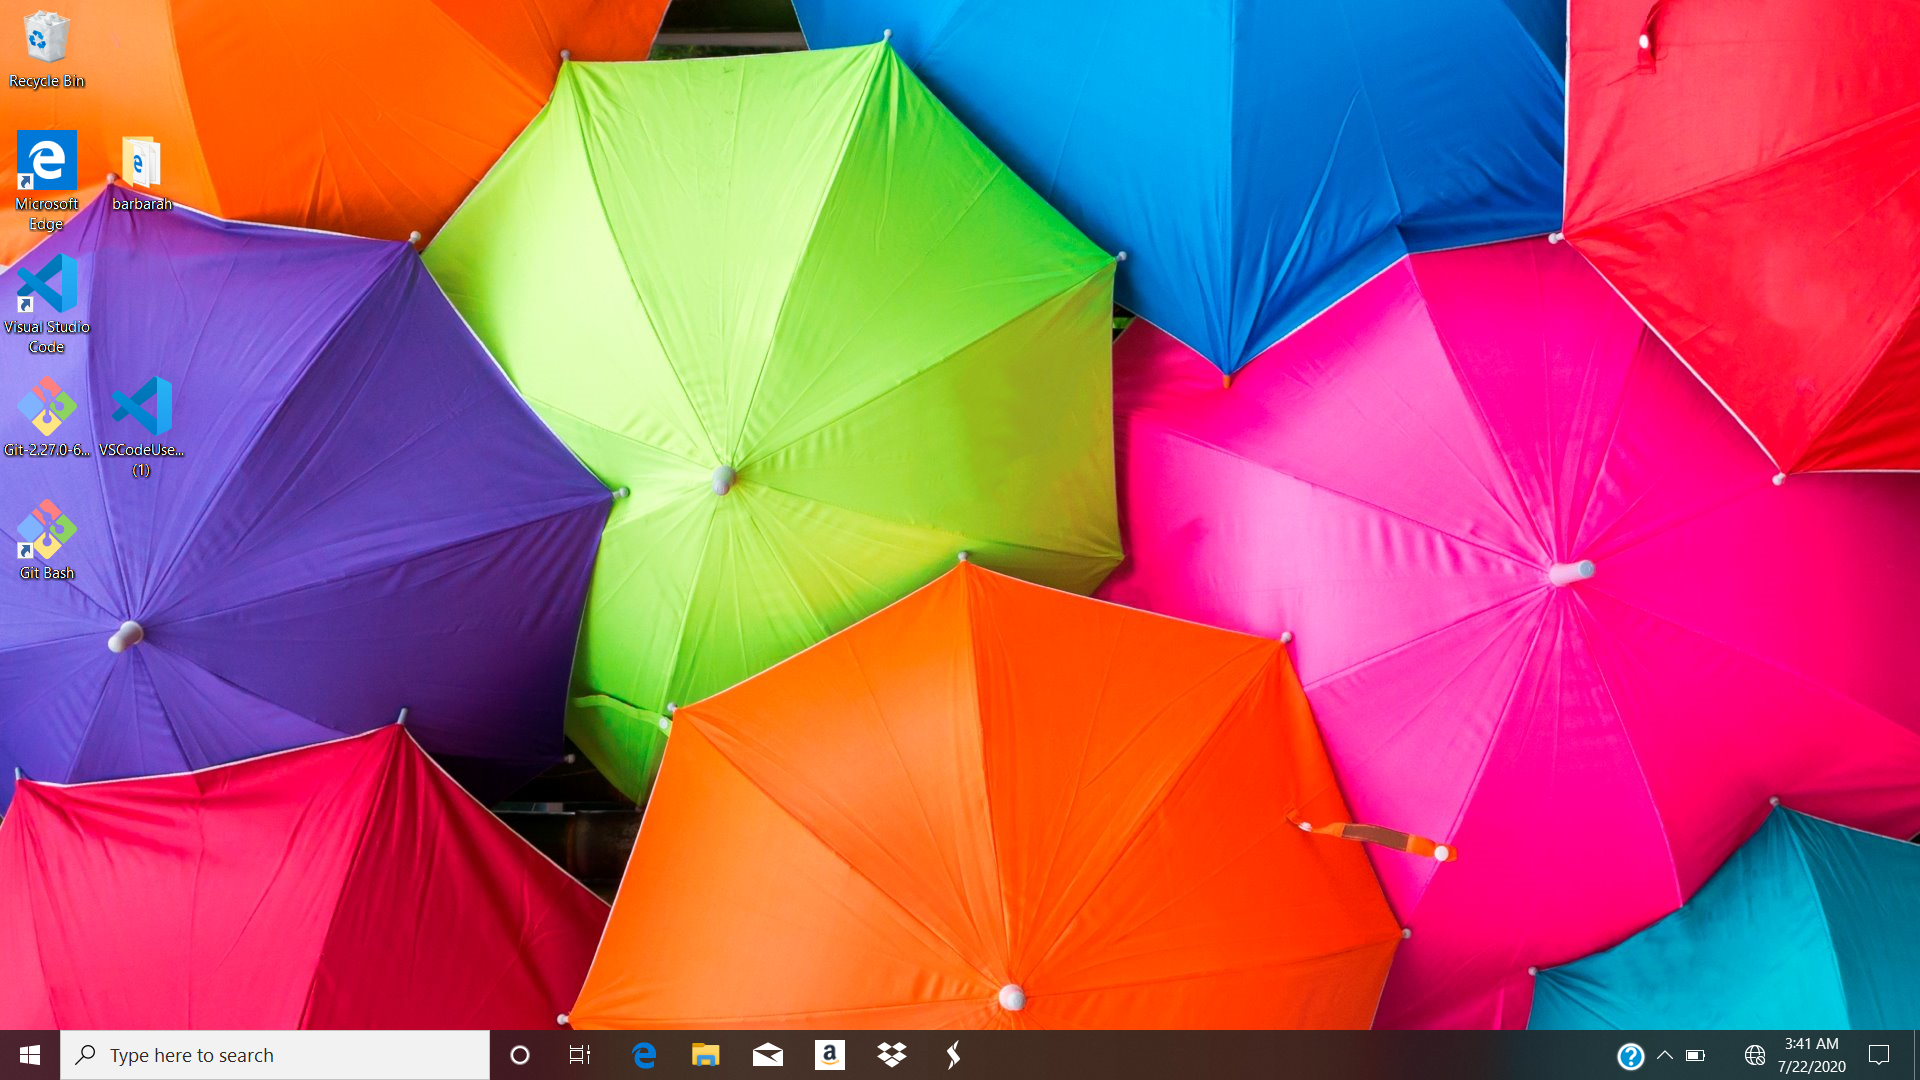 Recycle Bin
Microsoft
Edge
barbarah
Visual Studio
Code
Git-2.27.0-6...
VSCodeUse...
(1)
Git Bash
Type here to search
a
?
3:41 AM
7/22/2020